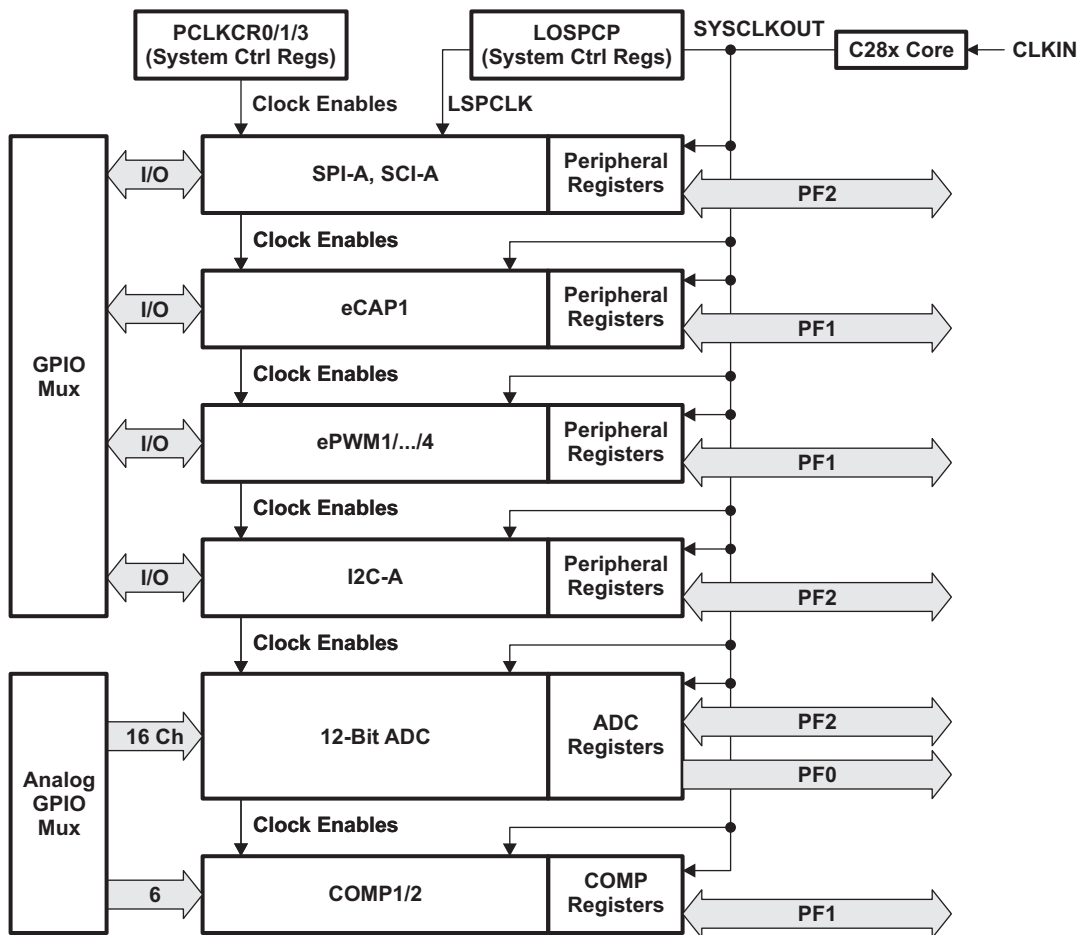 PCLKCR0/1/3
(System Ctrl Regs)
LOSPCP
(System Ctrl Regs)
SYSCLKOUT
C28x Core
CLKIN
Clock Enables
LSPCLK
I/O
SPI-A, SCI-A
Peripheral
Registers
PF2
Clock Enables
I/O
eCAP1
Peripheral
Registers
PF1
GPIO
Mux
Clock Enables
I/O
ePWM1/.../4
Peripheral
Registers
PF1
Clock Enables
I/O
I2C-A
Peripheral
Registers
PF2
Clock Enables
16 Ch
12-Bit ADC
ADC
Registers
PF2
PF0
Analog
GPIO
Mux
Clock Enables
6
COMP1/2
COMP
Registers
PF1